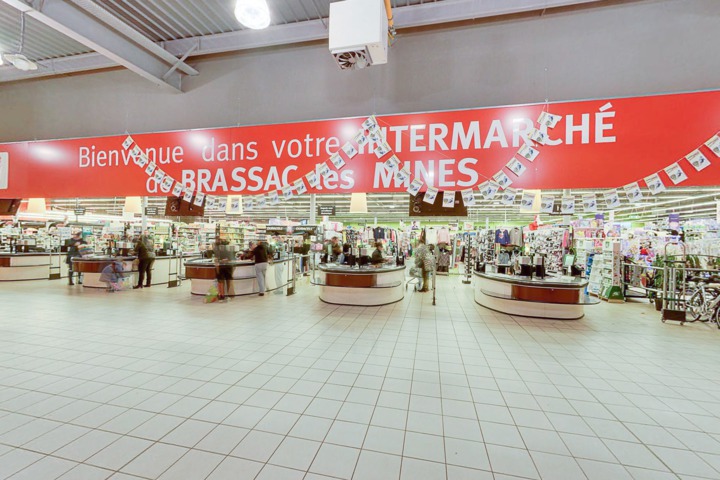 Bienvenue dans votre INTERMARCHÉ
de BRASSAC les MINES